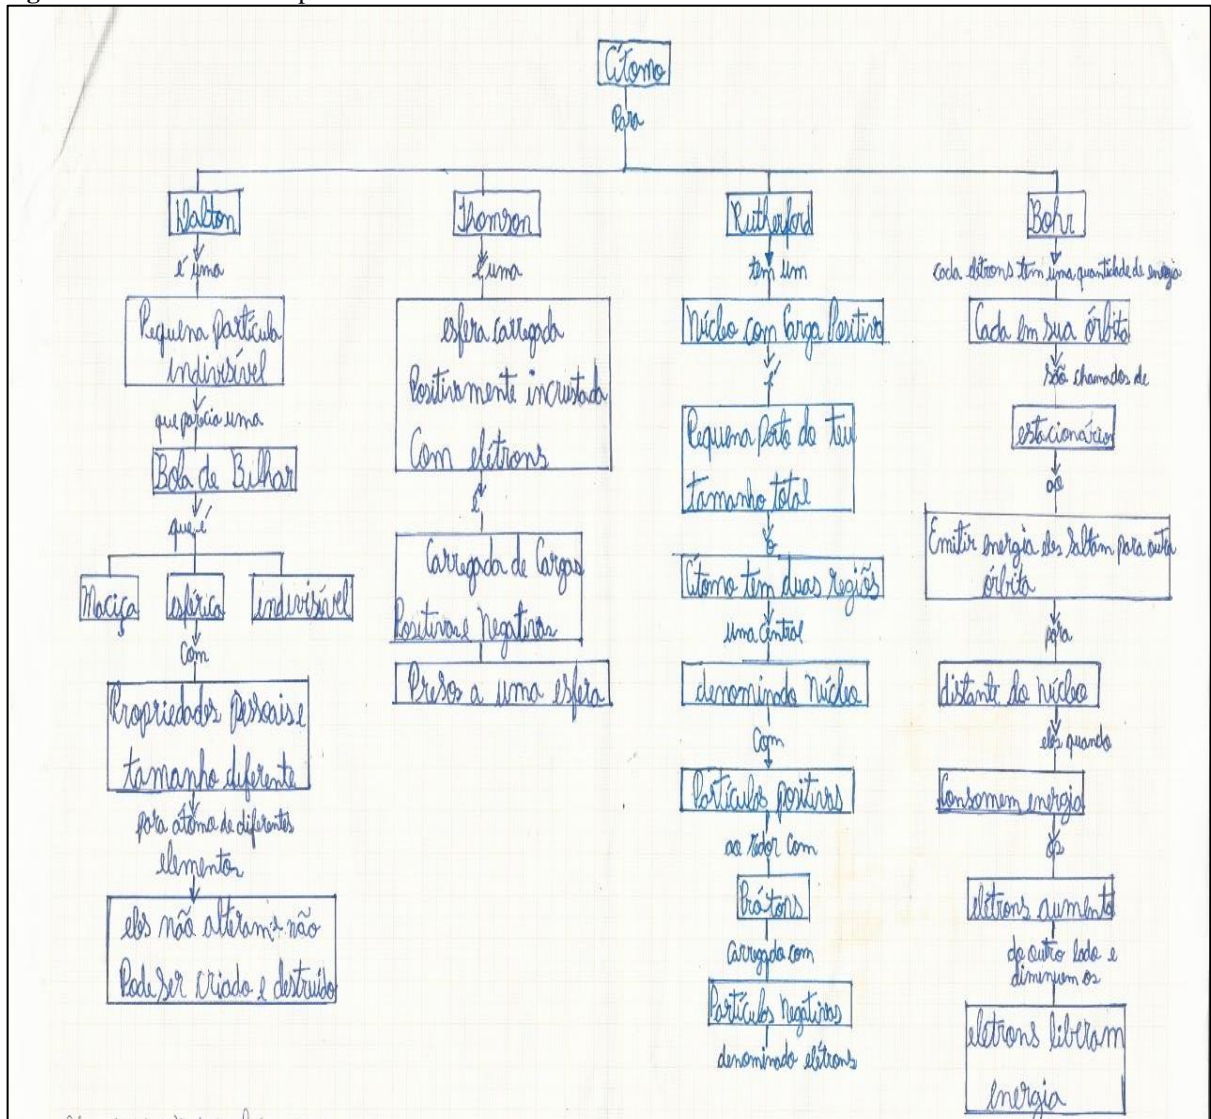 Átomo
Para
Dalton
é uma
Pequena partícula
indivisível
que parecia uma
Bola de Bilhar
que é
Maciça
esférica
indivisível
Com
Propriedades pessoais e
tamanho diferente
para átomo de diferentes
elementos
eles não alteram e não
Pode ser criado e destruído
Thomson
é uma
esfera carregada
Positivamente incrustada
Com elétrons
é
Carregada de Cargas
Positivas e Negativas
Presos a uma esfera
Rutherford
tem um
Núcleo com Carga Positiva
é
Pequena parte do teu
tamanho total
o
Átomo tem duas regiões
uma central
denominado Núcleo
Com
Partículas positivas
ao redor com
Prótons
Carregada com
Partículas Negativas
denominado elétrons
Bohr
cada elétrons tem uma quantidade de energia
Cada em sua órbita
são chamados de
estacionários
ao
Emitir energia eles saltam para outra
órbita
para
distante do núcleo
eles quando
Consomem energia
os
elétrons aumenta
do outro lado e
diminuem os
elétrons liberam
energia